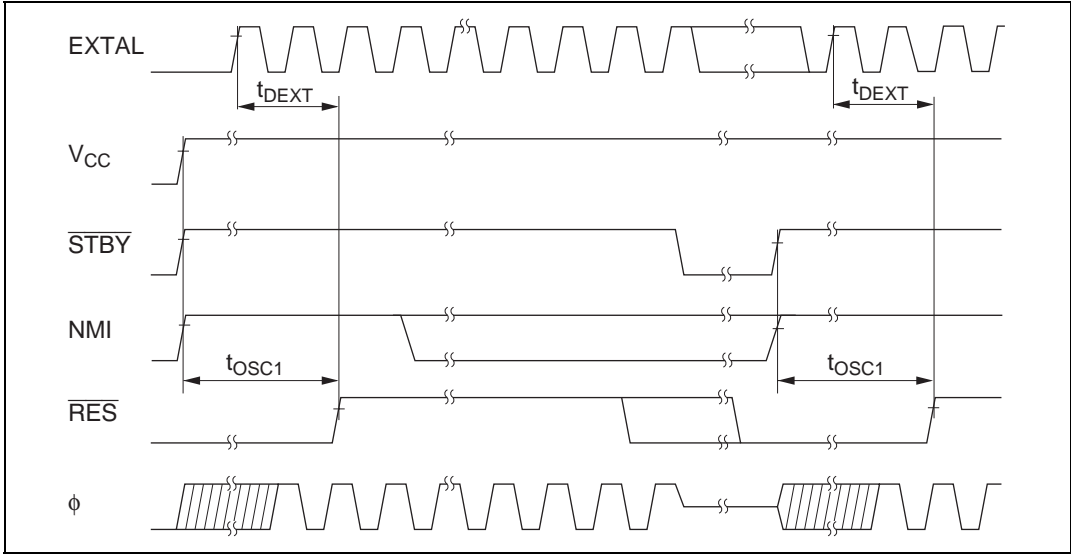 EXTAL
tDEXT
tDEXT
VCC
STBY
NMI
tOSC1
tOSC1
RES
ϕ